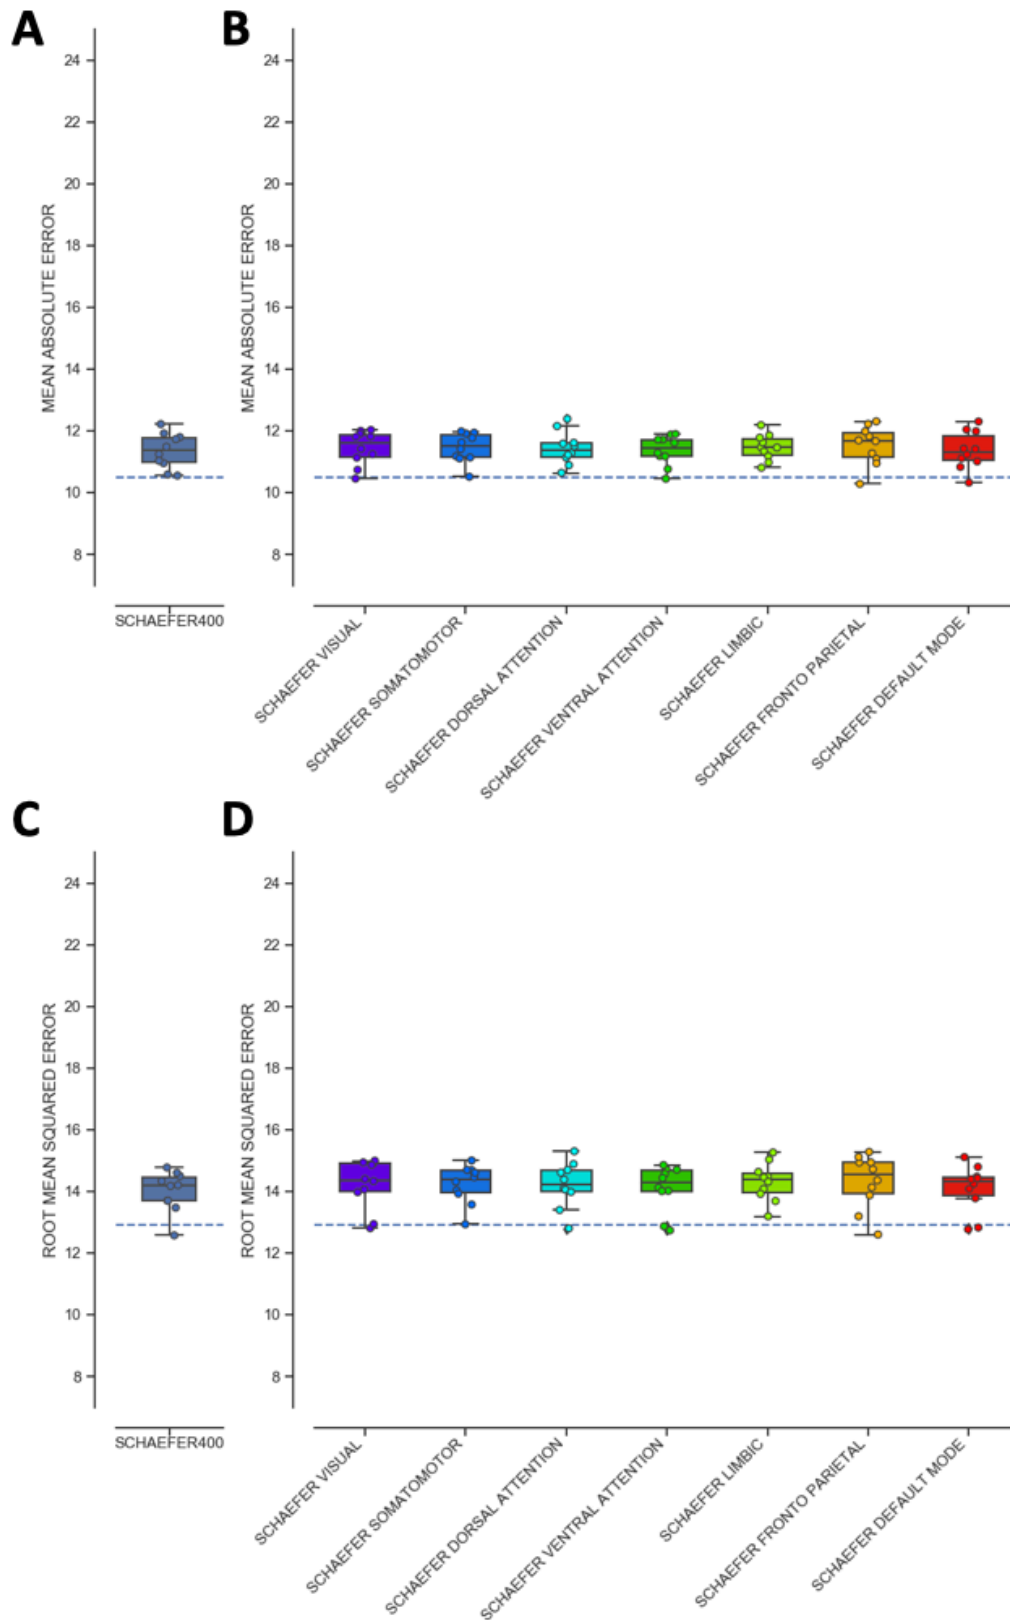 A
B
24
22
20
18
16
14
12
10
8
MEAN ABSOLUTE ERROR
SCHAEFER400
24
22
20
18
16
14
12
10
8
MEAN ABSOLUTE ERROR
SCHAEFER VISUAL
SCHAEFER SOMATOMOTOR
SCHAEFER DORSAL ATTENTION
SCHAEFER VENTRAL ATTENTION
SCHAEFER LIMBIC
SCHAEFER FRONTO PARIETAL
SCHAEFER DEFAULT MODE
C
D
24
22
20
18
16
14
12
10
8
ROOT MEAN SQUARED ERROR
SCHAEFER400
24
22
20
18
16
14
12
10
8
ROOT MEAN SQUARED ERROR
SCHAEFER VISUAL
SCHAEFER SOMATOMOTOR
SCHAEFER DORSAL ATTENTION
SCHAEFER VENTRAL ATTENTION
SCHAEFER LIMBIC
SCHAEFER FRONTO PARIETAL
SCHAEFER DEFAULT MODE